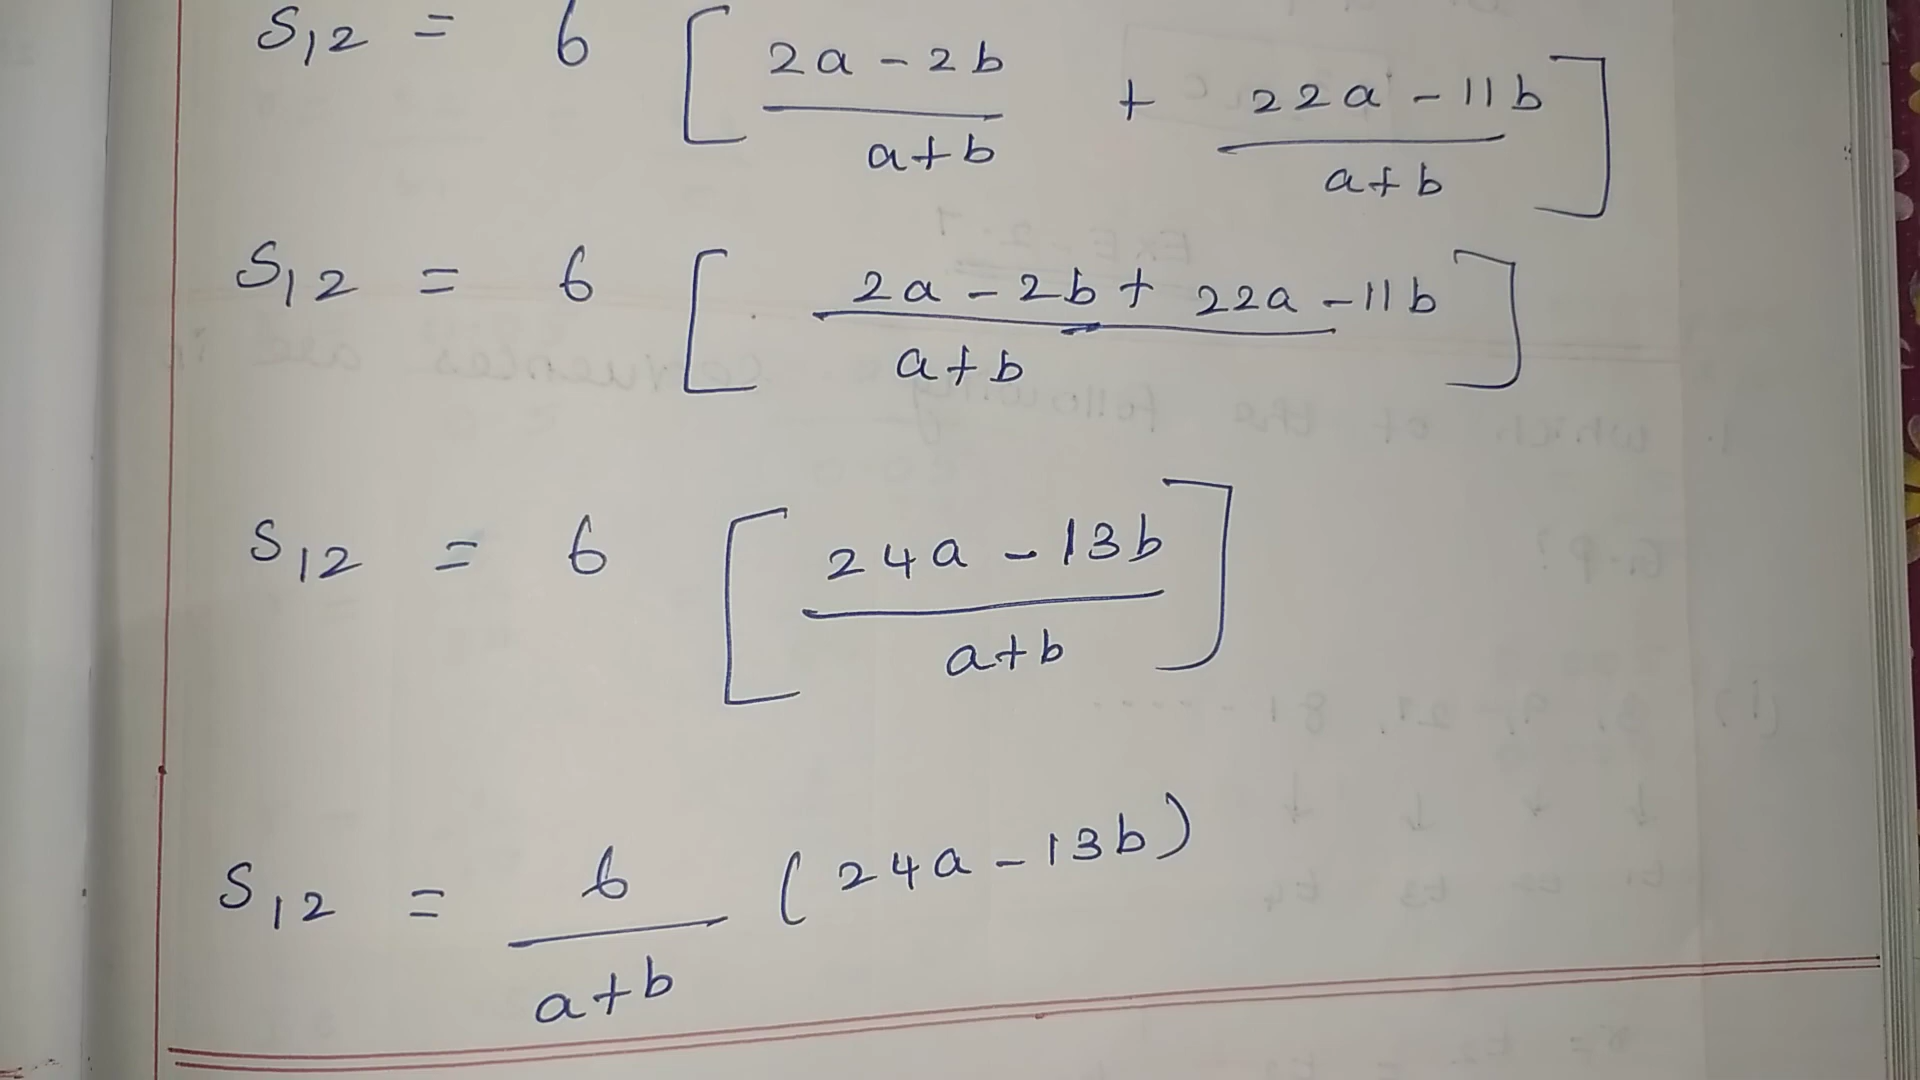 S12 = 6 [ (2a - 2b)/(a+b) + (22a - 11b)/(a+b) ]
S12 = 6 [ (2a - 2b + 22a - 11b)/(a+b) ]
S12 = 6 [ (24a - 13b)/(a+b) ]
S12 = 6/(a+b) (24a - 13b)